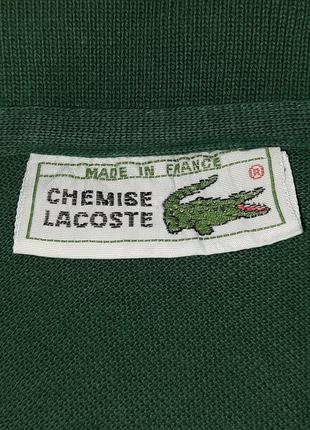 MADE IN FRANCE
CHEMISE
LACOSTE
®